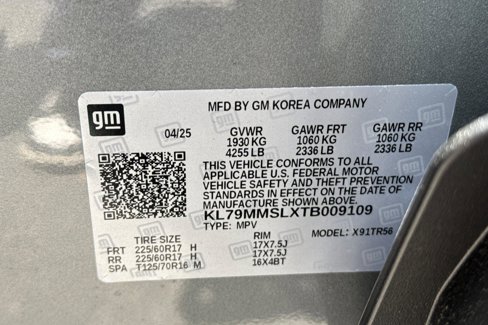 gm
MFD BY GM KOREA COMPANY
04/25 GVWR GAWR FRT GAWR RR
1930 KG 1060 KG 1060 KG
4255 LB 2336 LB 2336 LB
THIS VEHICLE CONFORMS TO ALL
APPLICABLE U.S. FEDERAL MOTOR
VEHICLE SAFETY AND THEFT PREVENTION
STANDARDS IN EFFECT ON THE DATE OF
MANUFACTURE SHOWN ABOVE.
KL79MMSLXTB009109
TYPE: MPV MODEL: X91TR56
TIRE SIZE RIM
FRT 225/60R17 H 17X7.5J
RR 225/60R17 H 17X7.5J
SPA T125/70R16 M 16X4BT